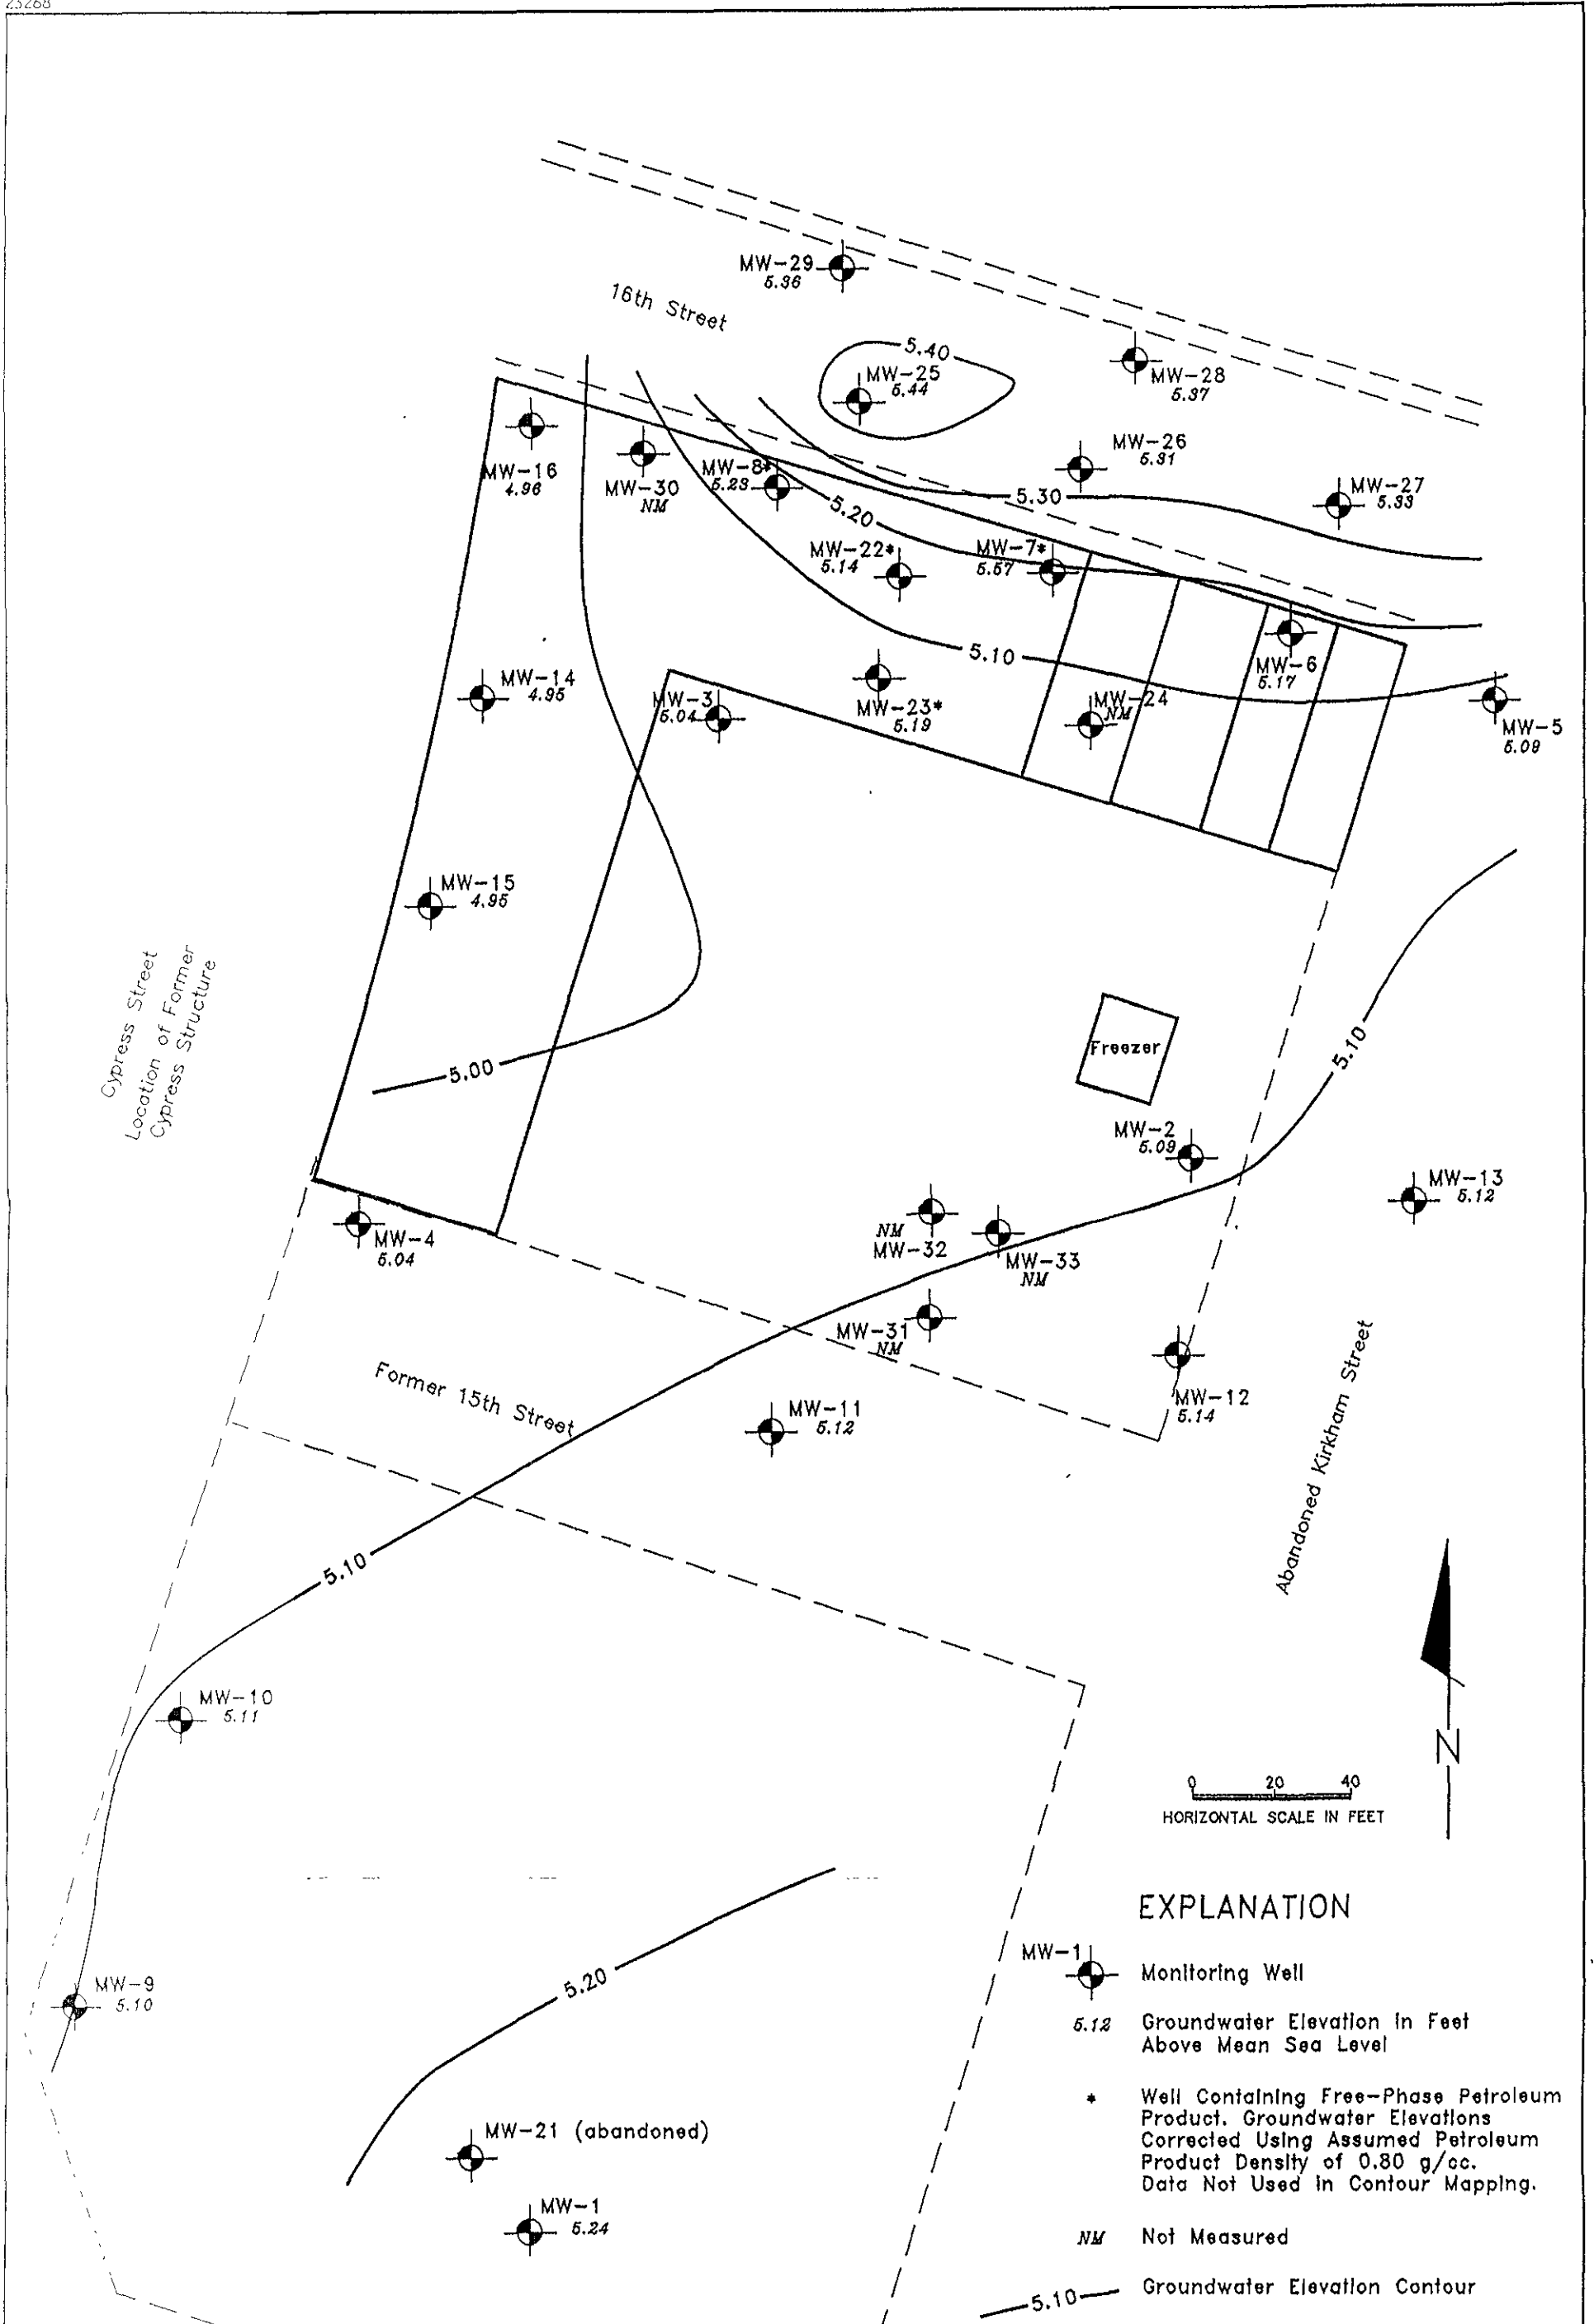 23268
MW-29
5.36
16th Street
5.40
MW-25
5.44
MW-28
5.37
MW-16
4.96
MW-30
NM
MW-8*
5.23
MW-26
5.31
5.30
MW-27
5.33
5.20
MW-22*
5.14
MW-7*
5.57
5.10
MW-6
5.17
MW-14
4.95
MW-3
5.04
MW-23*
5.19
MW-24
NM
MW-5
5.09
MW-15
4.95
Cypress Street
Location of Former
Cypress Structure
5.00
Freezer
5.10
MW-2
5.09
MW-13
5.12
MW-4
5.04
NM
MW-32
MW-33
NM
MW-31
NM
Former 15th Street
MW-11
5.12
MW-12
5.14
Abandoned Kirkham Street
5.10
MW-10
5.11
N
0 20 40
HORIZONTAL SCALE IN FEET
MW-9
5.10
5.20
MW-21 (abandoned)
MW-1
5.24
EXPLANATION
MW-1
Monitoring Well
5.12 Groundwater Elevation in Feet
Above Mean Sea Level
* Well Containing Free-Phase Petroleum
Product. Groundwater Elevations
Corrected Using Assumed Petroleum
Product Density of 0.80 g/cc.
Data Not Used in Contour Mapping.
NM Not Measured
5.10 Groundwater Elevation Contour